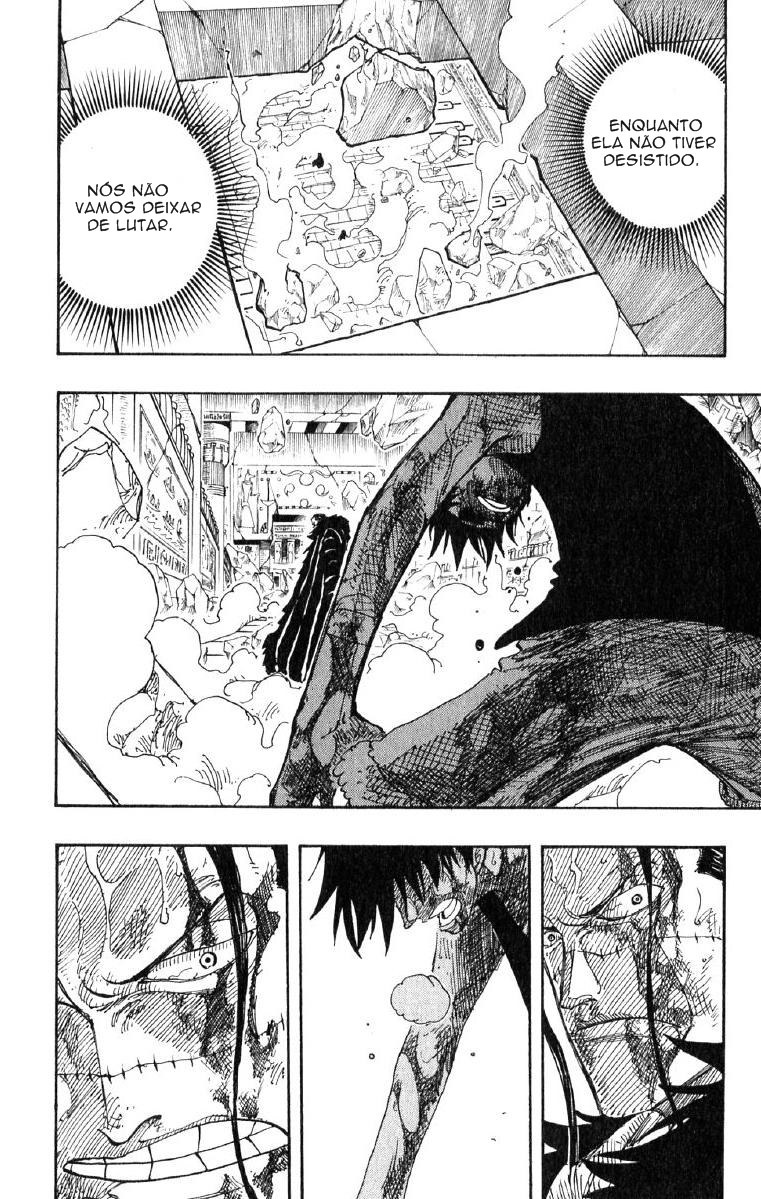 ENQUANTO
ELA NÃO TIVER
DESISTIDO,
NÓS NÃO
VAMOS DEIXAR
DE LUTAR.